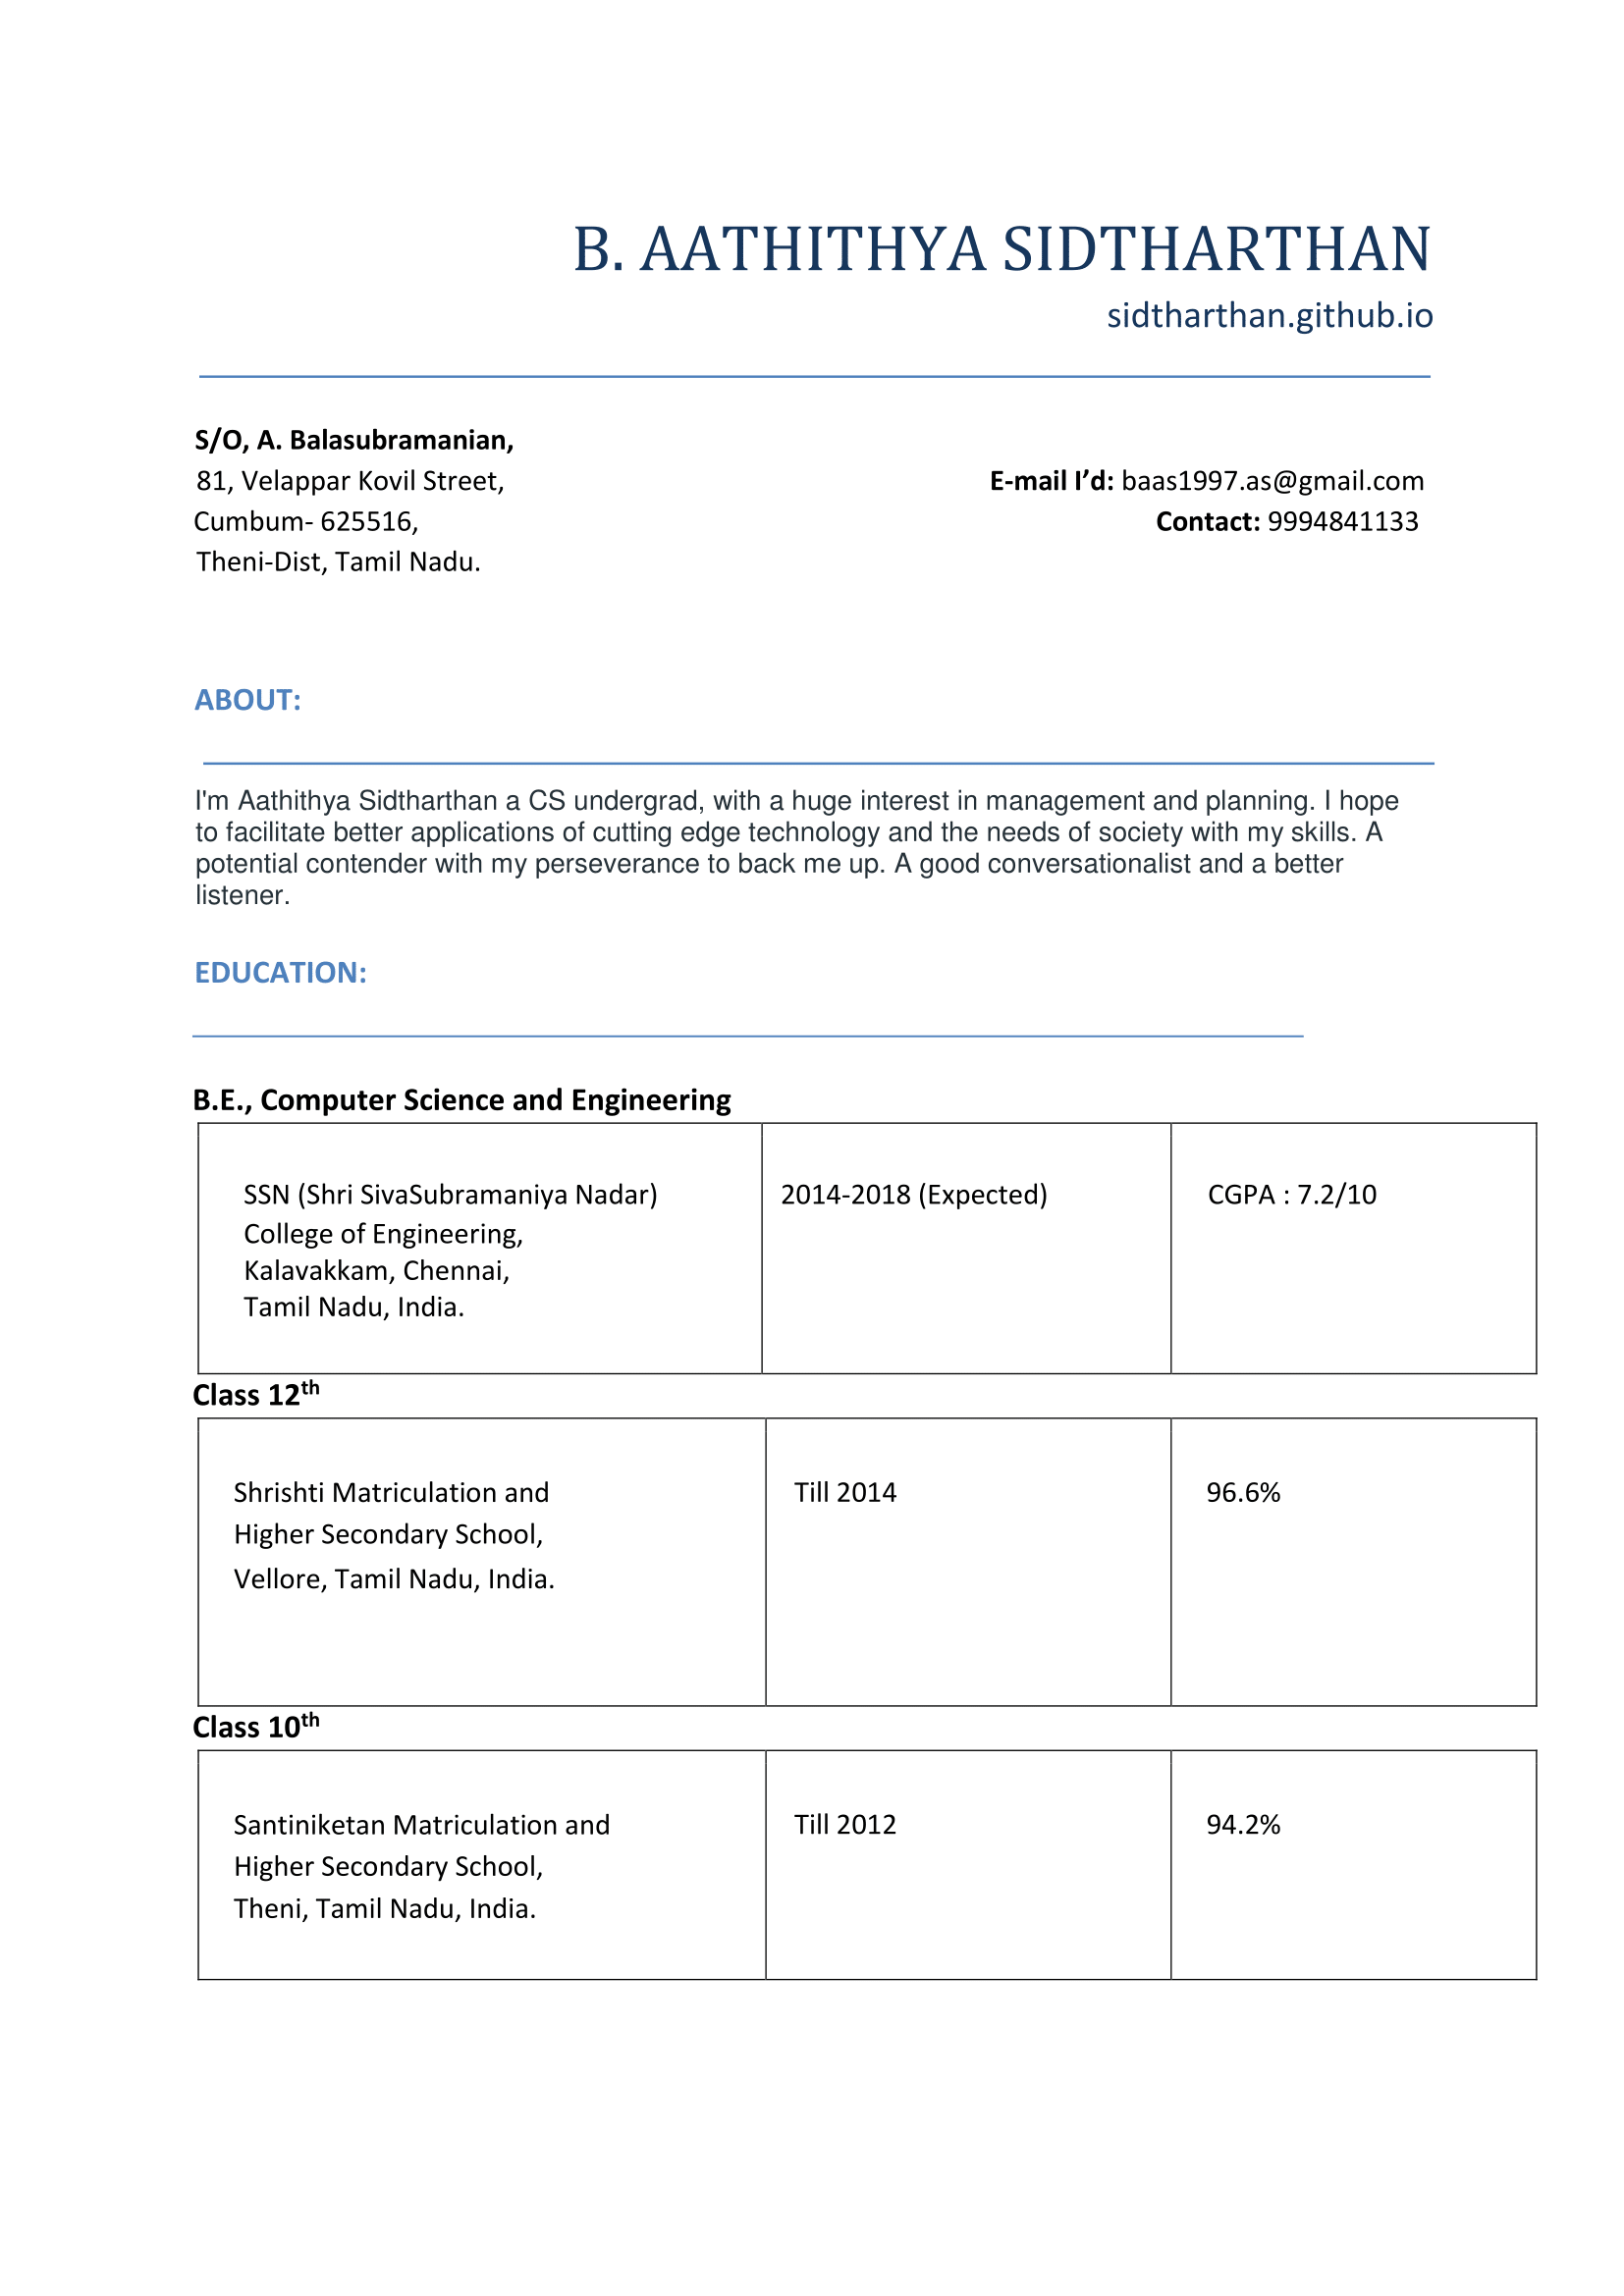 B. AATHITHYA SIDTHARTHAN
sidtharthan.github.io
S/O, A. Balasubramanian,
81, Velappar Kovil Street,
E-mail I’d: baas1997.as@gmail.com
Cumbum- 625516,
Contact: 9994841133
Theni-Dist, Tamil Nadu.
ABOUT:
I'm Aathithya Sidtharthan a CS undergrad, with a huge interest in management and planning. I hope
to facilitate better applications of cutting edge technology and the needs of society with my skills. A
potential contender with my perseverance to back me up. A good conversationalist and a better
listener.
EDUCATION:
B.E., Computer Science and Engineering
SSN (Shri SivaSubramaniya Nadar)
College of Engineering,
Kalavakkam, Chennai,
Tamil Nadu, India.
2014-2018 (Expected)
CGPA : 7.2/10
Class 12th
Shrishti Matriculation and
Higher Secondary School,
Vellore, Tamil Nadu, India.
Till 2014
96.6%
Class 10th
Santiniketan Matriculation and
Higher Secondary School,
Theni, Tamil Nadu, India.
Till 2012
94.2%